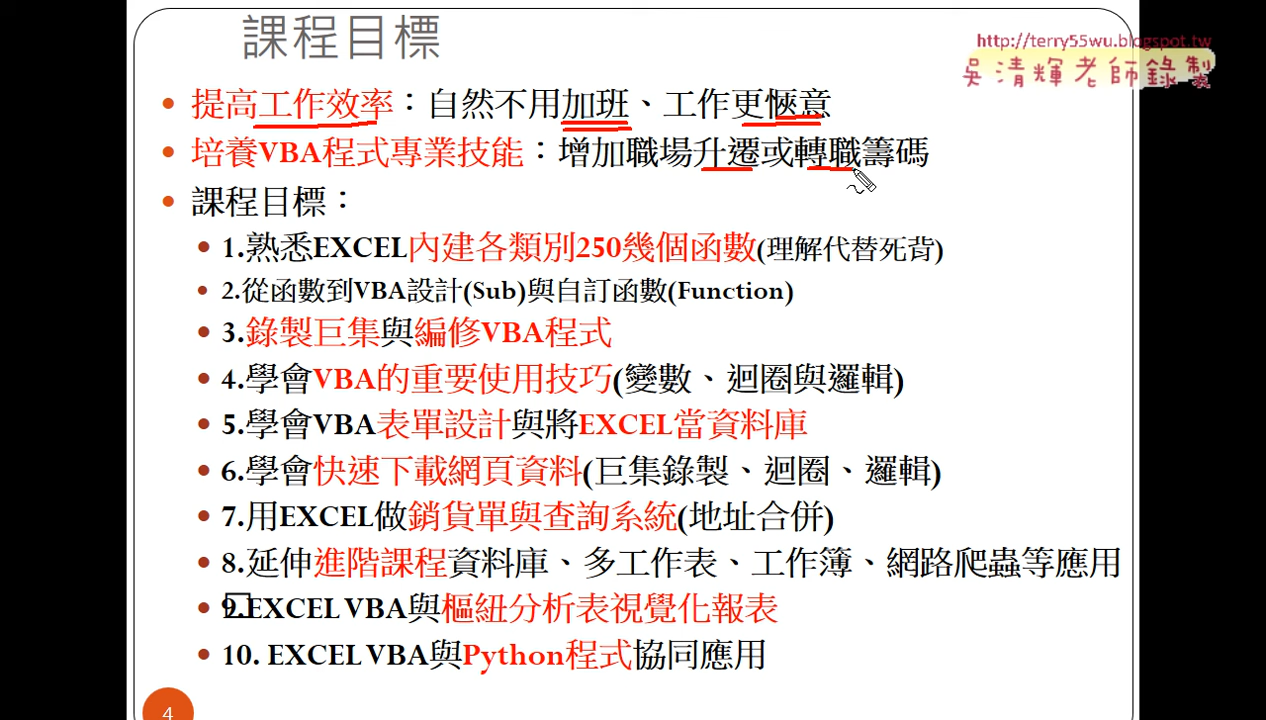 課程目標
http://terry55wu.blogspot.tw
吳清輝老師錄製
提高工作效率：自然不用加班、工作更愜意
培養VBA程式專業技能：增加職場升遷或轉職籌碼
課程目標：
1.熟悉EXCEL內建各類別250幾個函數(理解代替死背)
2.從函數到VBA設計(Sub)與自訂函數(Function)
3.錄製巨集與編修VBA程式
4.學會VBA的重要使用技巧(變數、迴圈與邏輯)
5.學會VBA表單設計與將EXCEL當資料庫
6.學會快速下載網頁資料(巨集錄製、迴圈、邏輯)
7.用EXCEL做銷貨單與查詢系統(地址合併)
8.延伸進階課程資料庫、多工作表、工作簿、網路爬蟲等應用
9.EXCEL VBA與樞紐分析表視覺化報表
10. EXCEL VBA與Python程式協同應用
4